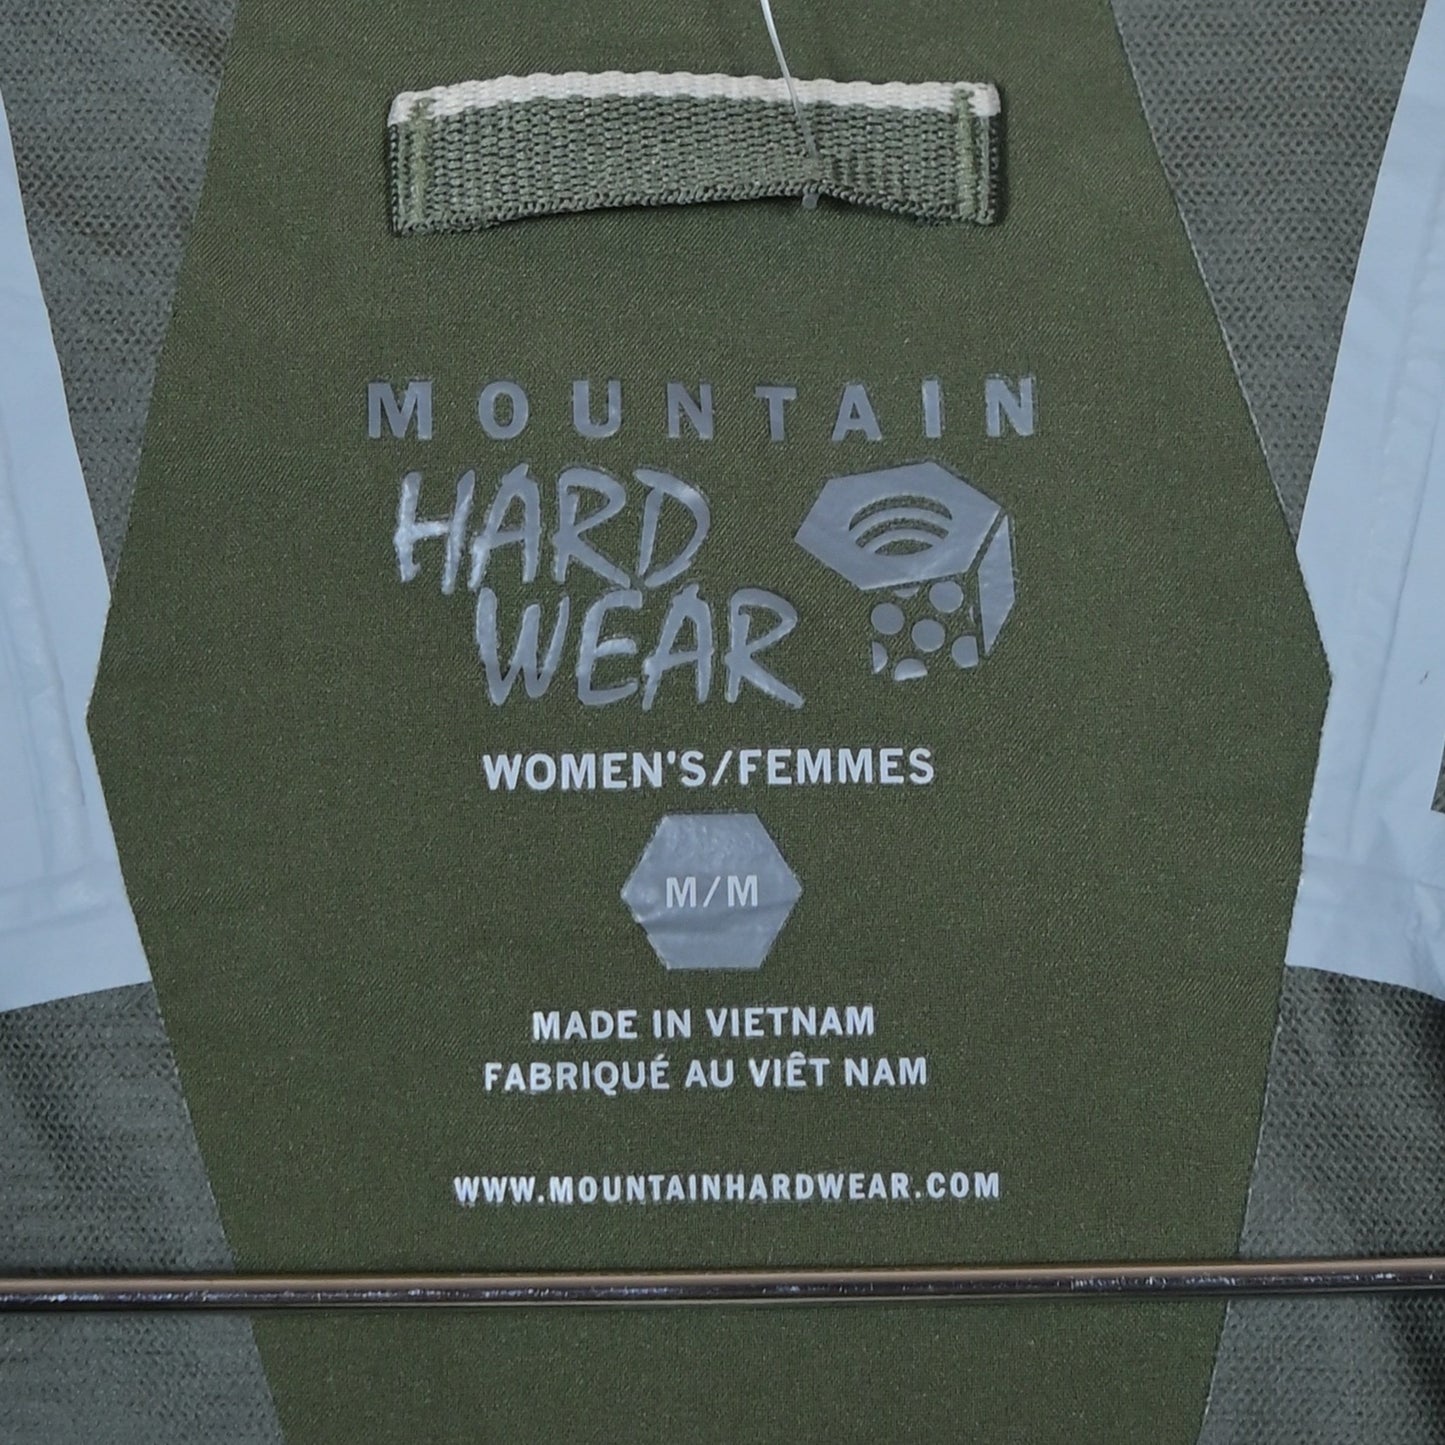 MOUNTAIN
HARD
WEAR
WOMEN'S/FEMMES
M/M
MADE IN VIETNAM
FABRIQUÉ AU VIÊT NAM
WWW.MOUNTAINHARDWEAR.COM